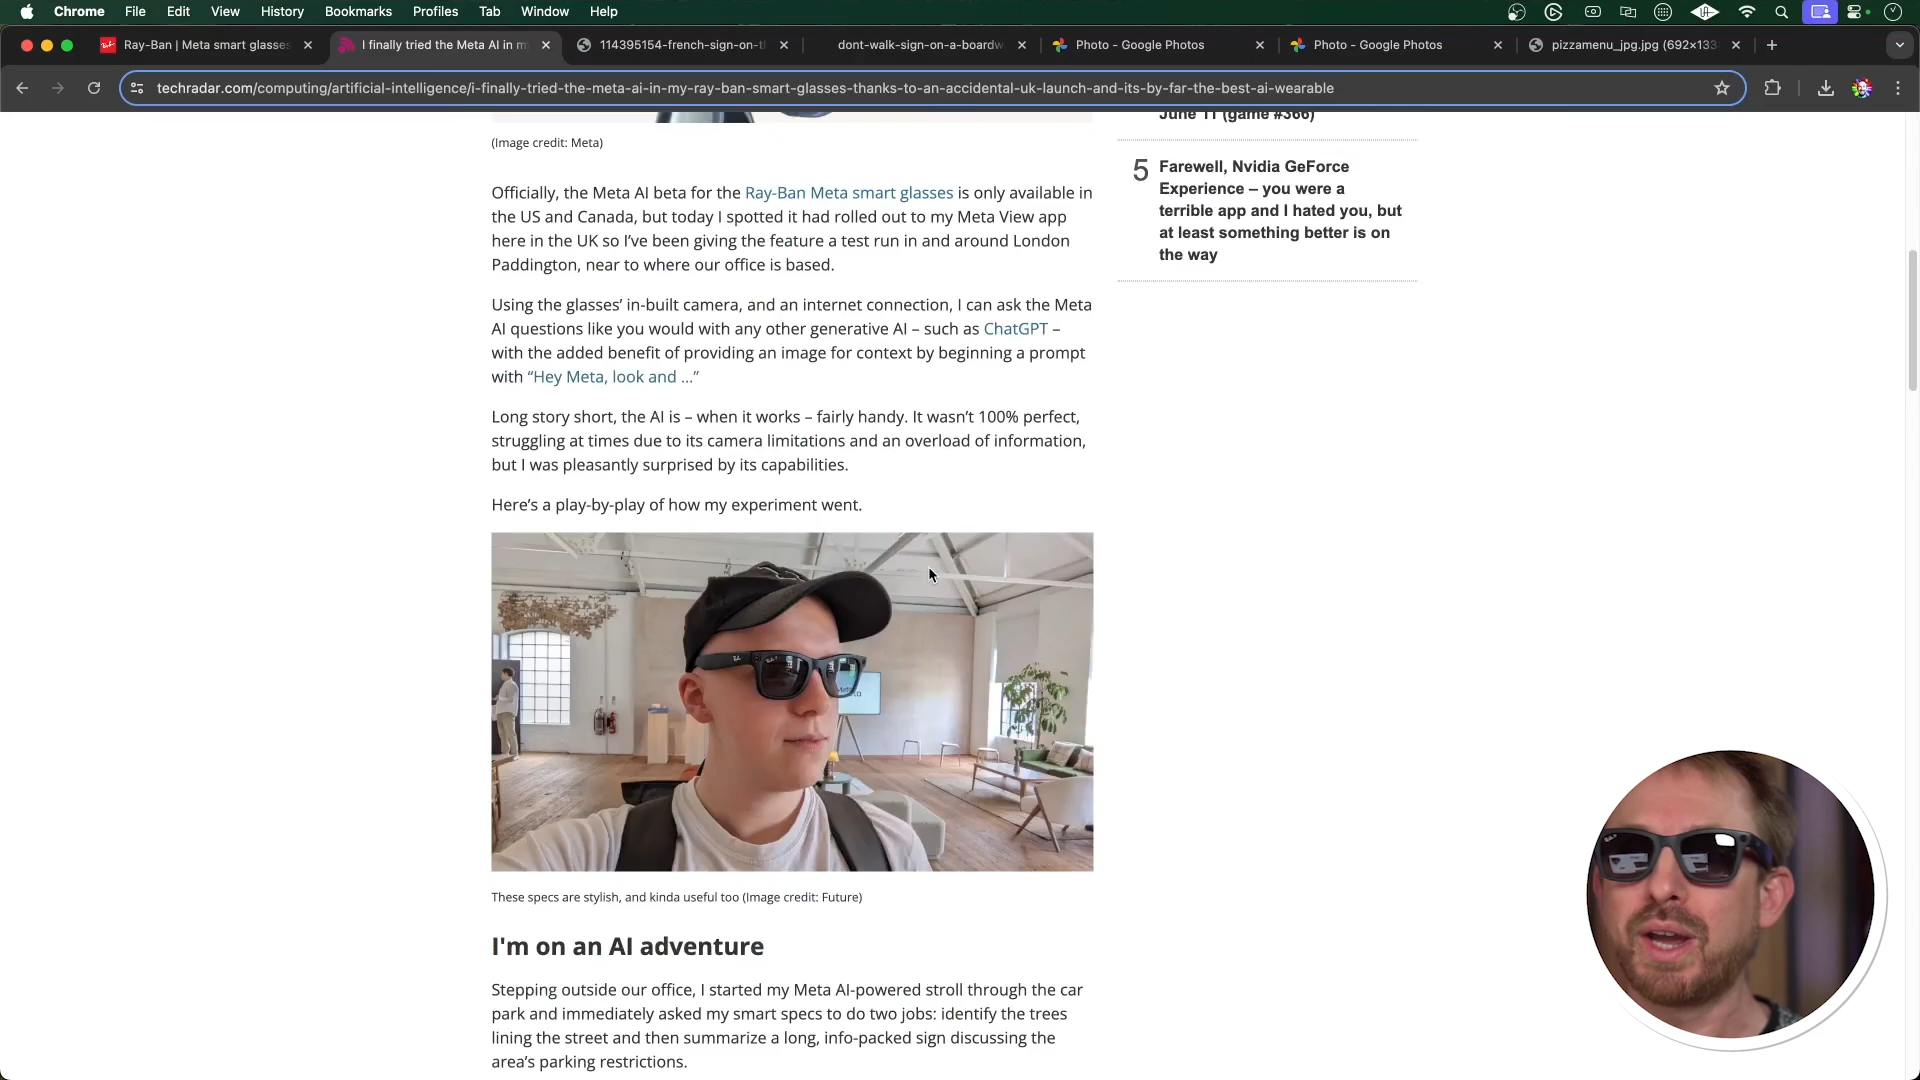 Chrome File Edit View History Bookmarks Profiles Tab Window Help
Ray-Ban | Meta smart glasses
I finally tried the Meta AI in m
114395154-french-sign-on-t
dont-walk-sign-on-a-boardw
Photo - Google Photos
Photo - Google Photos
pizzamenu_jpg.jpg (692×133
techradar.com/computing/artificial-intelligence/i-finally-tried-the-meta-ai-in-my-ray-ban-smart-glasses-thanks-to-an-accidental-uk-launch-and-its-by-far-the-best-ai-wearable
(Image credit: Meta)
Officially, the Meta AI beta for the Ray-Ban Meta smart glasses is only available in
the US and Canada, but today I spotted it had rolled out to my Meta View app
here in the UK so I’ve been giving the feature a test run in and around London
Paddington, near to where our office is based.
Using the glasses’ in-built camera, and an internet connection, I can ask the Meta
AI questions like you would with any other generative AI – such as ChatGPT –
with the added benefit of providing an image for context by beginning a prompt
with “Hey Meta, look and ...”
Long story short, the AI is – when it works – fairly handy. It wasn’t 100% perfect,
struggling at times due to its camera limitations and an overload of information,
but I was pleasantly surprised by its capabilities.
Here’s a play-by-play of how my experiment went.
These specs are stylish, and kinda useful too (Image credit: Future)
I'm on an AI adventure
Stepping outside our office, I started my Meta AI-powered stroll through the car
park and immediately asked my smart specs to do two jobs: identify the trees
lining the street and then summarize a long, info-packed sign discussing the
area’s parking restrictions.
June 11 (game #366)
5
Farewell, Nvidia GeForce
Experience – you were a
terrible app and I hated you, but
at least something better is on
the way